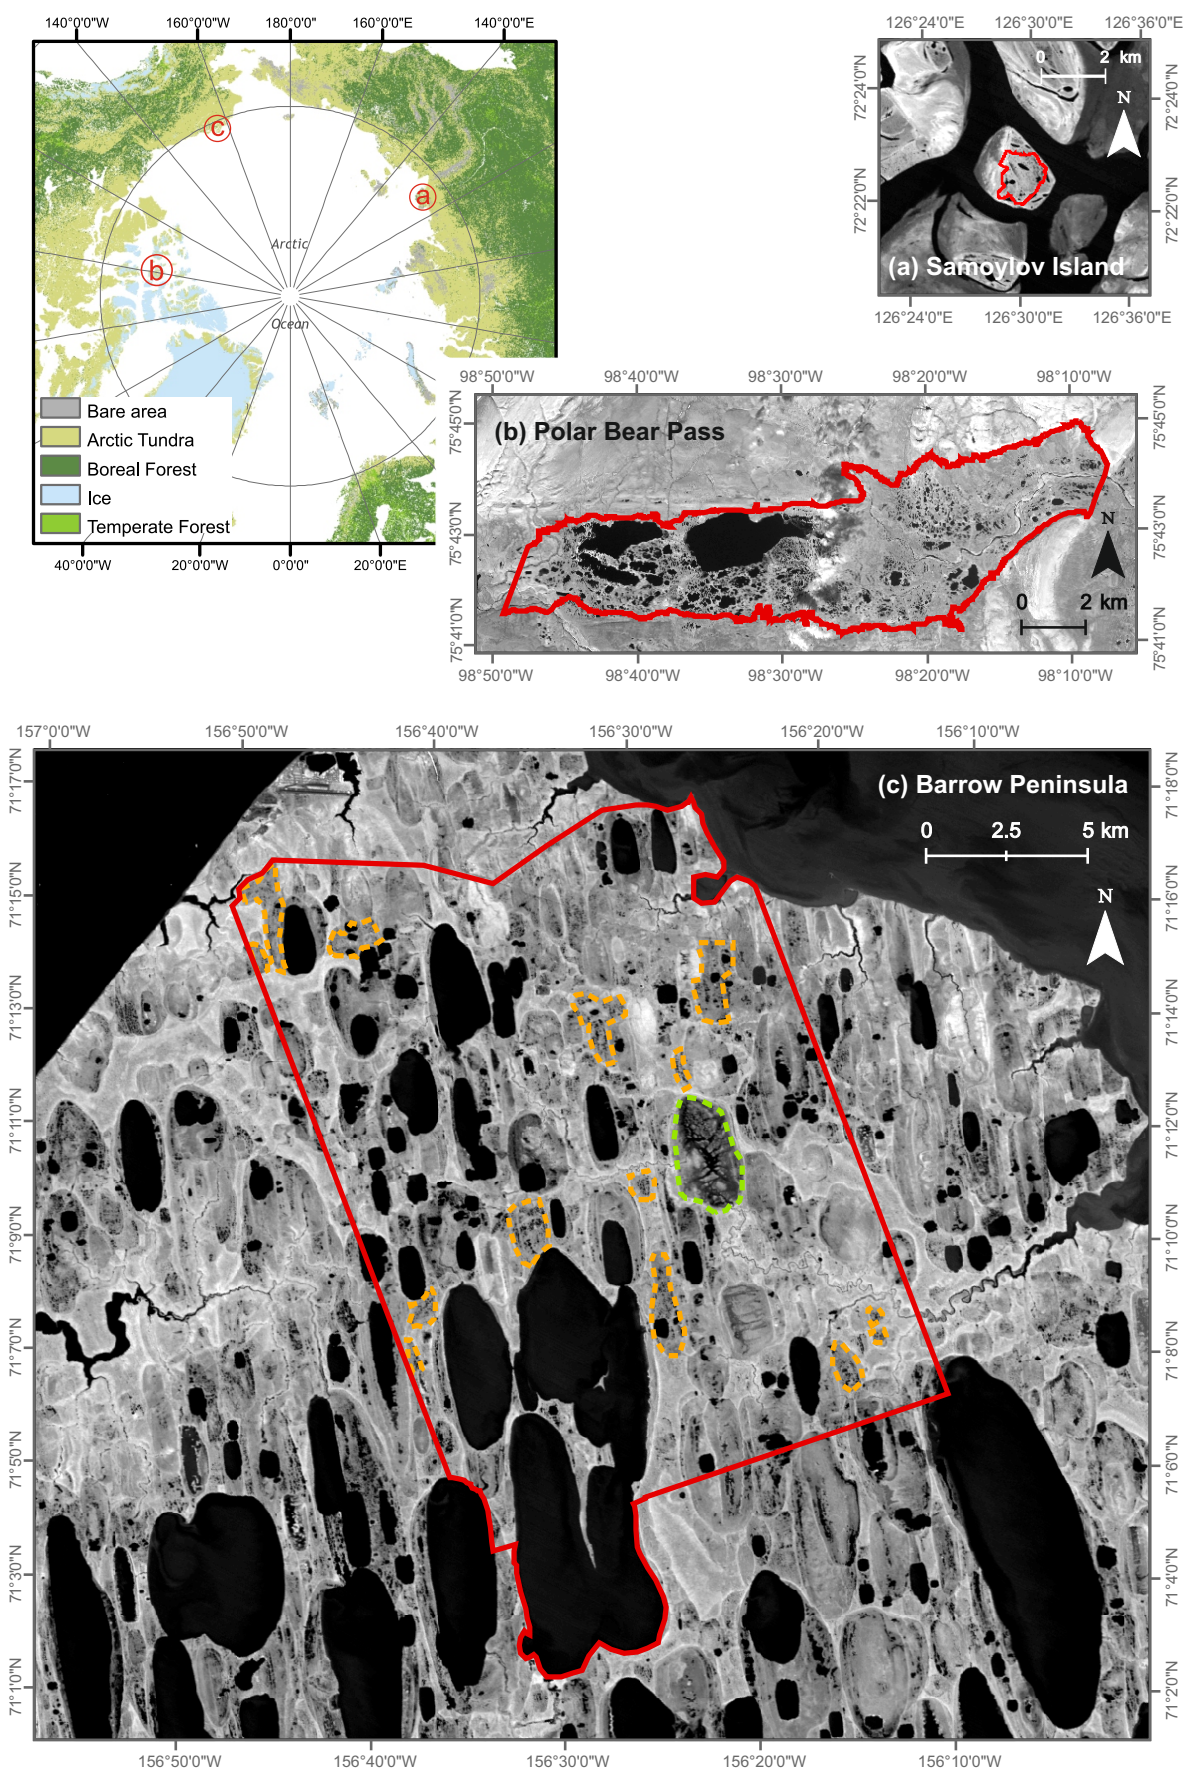 140°0'0"W 160°0'0"W 180°0'0" 160°0'0"E 140°0'0"E
c
a
b
Arctic
Ocean
Bare area
Arctic Tundra
Boreal Forest
Ice
Temperate Forest
40°0'0"W 20°0'0"W 0°0'0" 20°0'0"E
126°24'0"E 126°30'0"E 126°36'0"E
72°24'0"N
72°22'0"N
72°24'0"N
72°22'0"N
0 2 km
N
(a) Samoylov Island
126°24'0"E 126°30'0"E 126°36'0"E
98°50'0"W 98°40'0"W 98°30'0"W 98°20'0"W 98°10'0"W
75°45'0"N
75°43'0"N
75°41'0"N
75°45'0"N
75°43'0"N
75°41'0"N
(b) Polar Bear Pass
N
0 2 km
98°50'0"W 98°40'0"W 98°30'0"W 98°20'0"W 98°10'0"W
157°0'0"W 156°50'0"W 156°40'0"W 156°30'0"W 156°20'0"W 156°10'0"W
71°17'0"N
71°15'0"N
71°13'0"N
71°11'0"N
71°9'0"N
71°7'0"N
71°5'0"N
71°3'0"N
71°1'0"N
71°18'0"N
71°16'0"N
71°14'0"N
71°12'0"N
71°10'0"N
71°8'0"N
71°60'0"N
71°40'0"N
71°20'0"N
(c) Barrow Peninsula
0 2.5 5 km
N
156°50'0"W 156°40'0"W 156°30'0"W 156°20'0"W 156°10'0"W